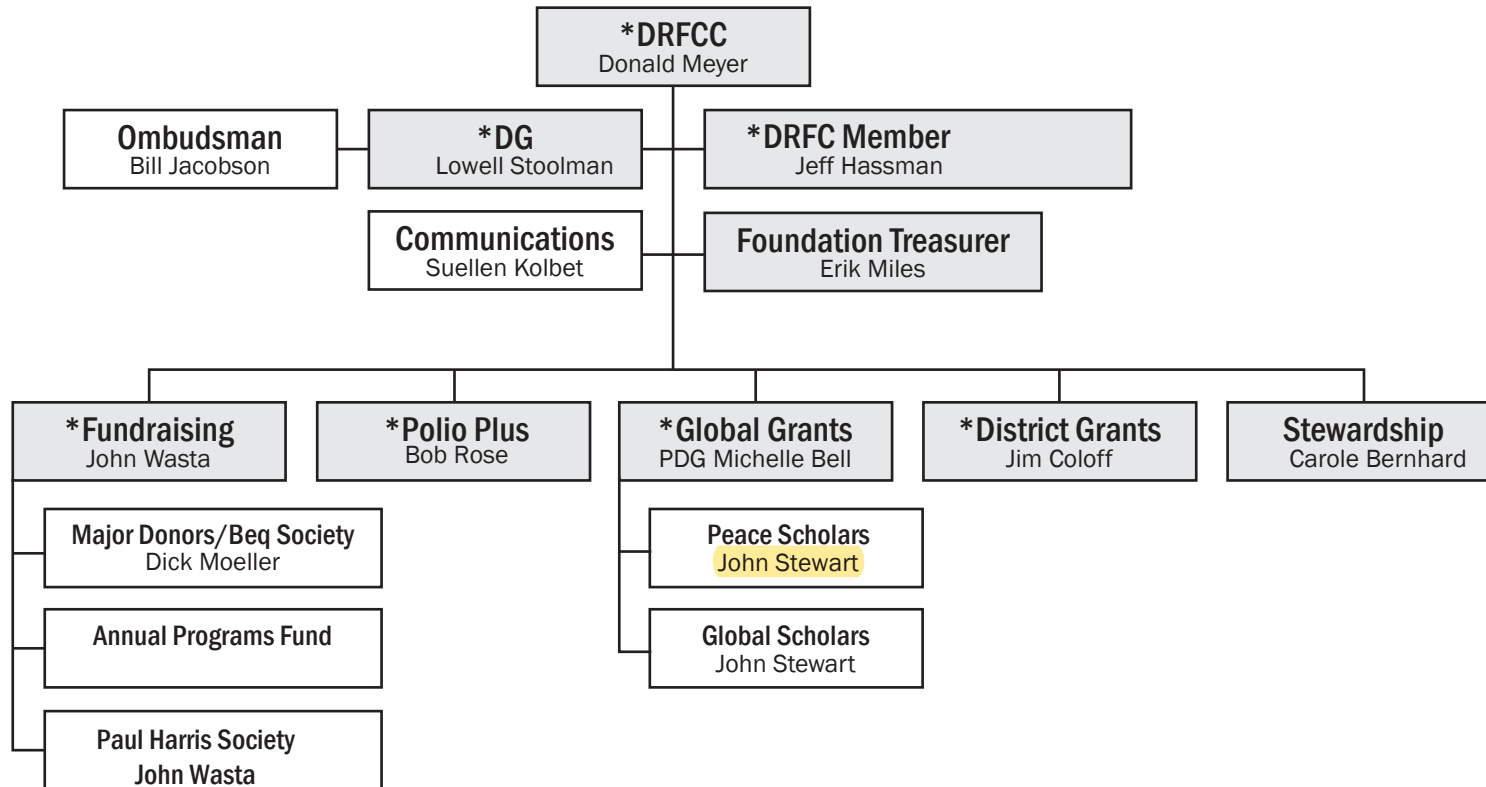 *DRFCC
Donald Meyer
Ombudsman
Bill Jacobson
*DG
Lowell Stoolman
*DRFC Member
Jeff Hassman
Communications
Suellen Kolbet
Foundation Treasurer
Erik Miles
*Fundraising
John Wasta
*Polio Plus
Bob Rose
*Global Grants
PDG Michelle Bell
*District Grants
Jim Coloff
Stewardship
Carole Bernhard
Major Donors/Beq Society
Dick Moeller
Annual Programs Fund
Paul Harris Society
John Wasta
Peace Scholars
John Stewart
Global Scholars
John Stewart